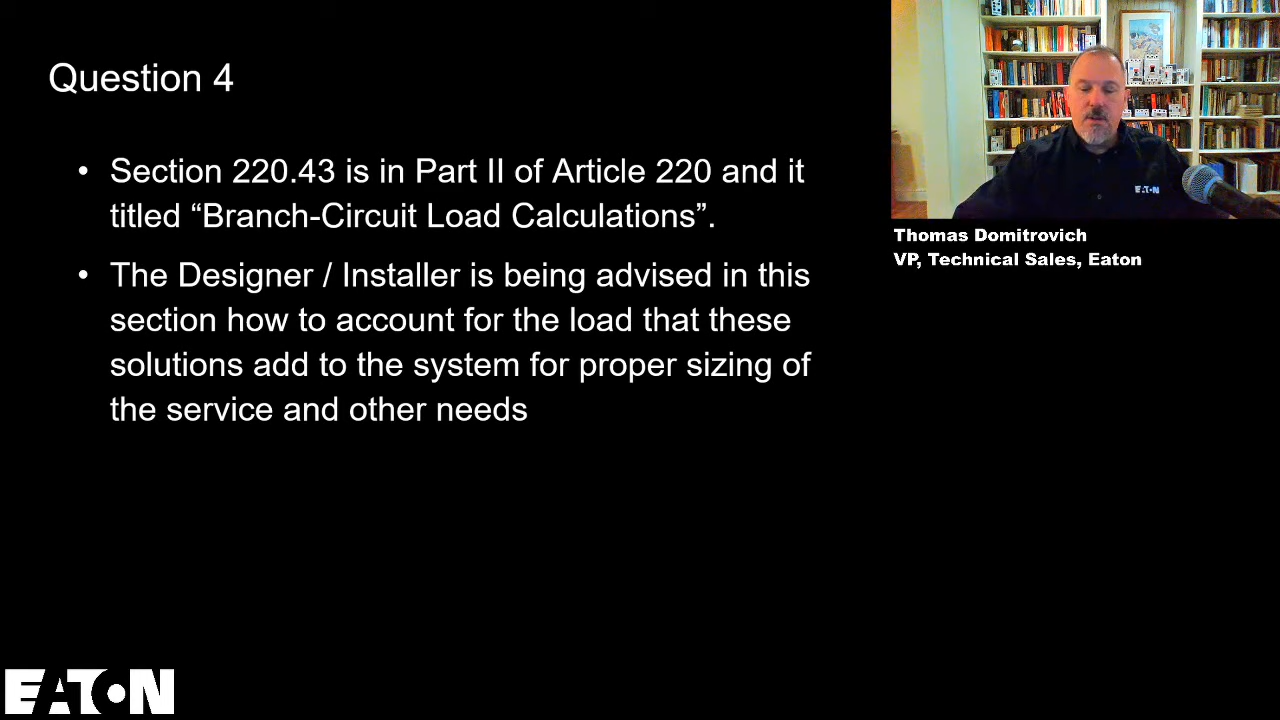 Question 4
• Section 220.43 is in Part II of Article 220 and it
titled “Branch-Circuit Load Calculations”.
• The Designer / Installer is being advised in this
section how to account for the load that these
solutions add to the system for proper sizing of
the service and other needs
EATON
Thomas Domitrovich
VP, Technical Sales, Eaton
EATON